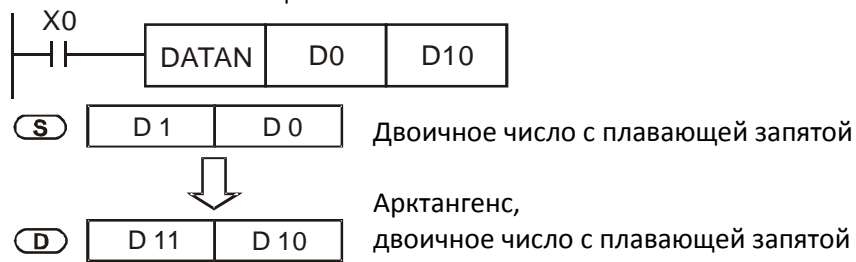 X0
DATAN D0 D10
S D 1 D 0 Двоичное число с плавающей запятой
Арктангенс,
D D 11 D 10 двоичное число с плавающей запятой